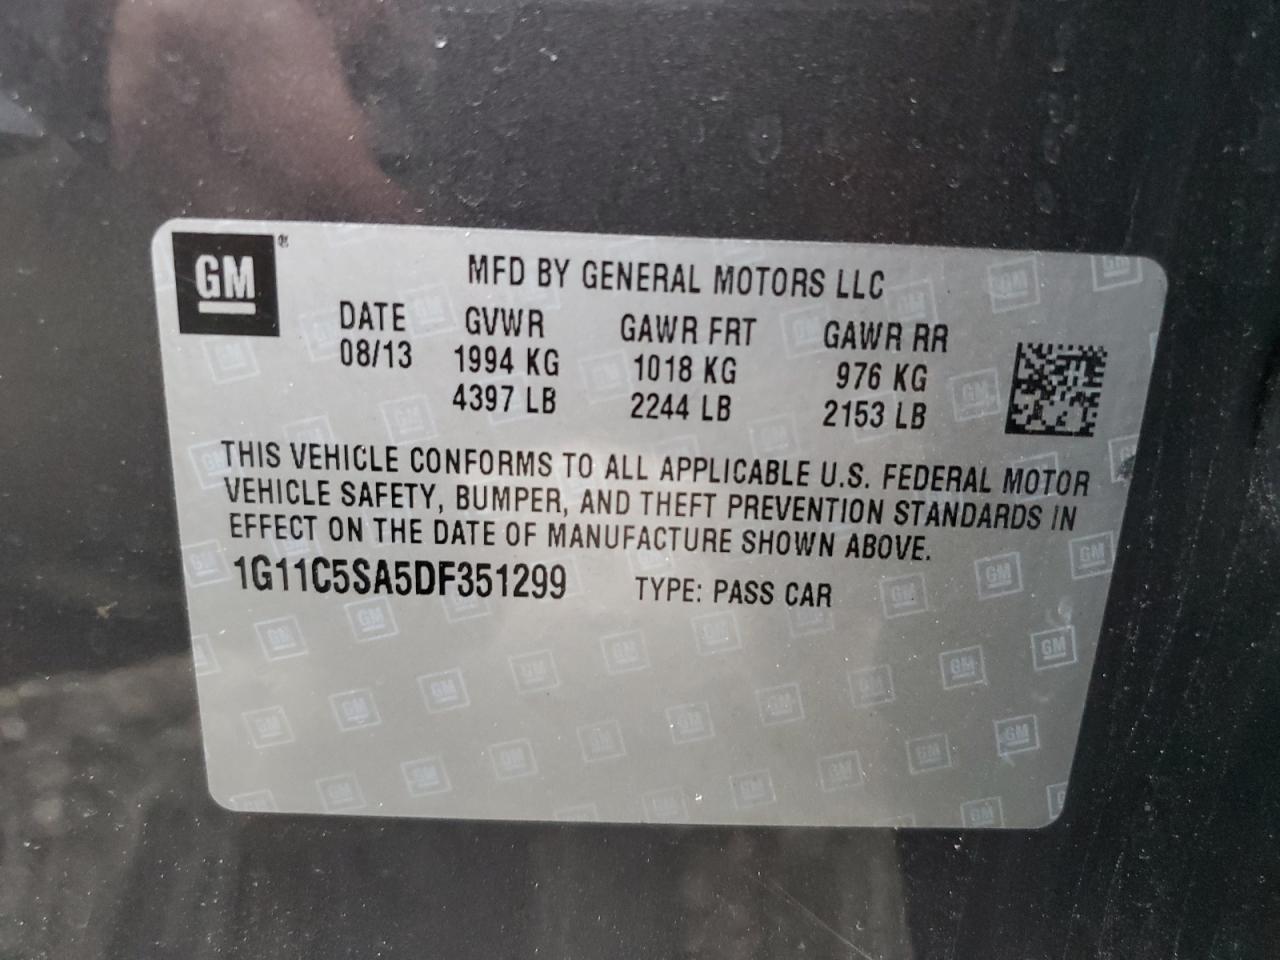 GM®
MFD BY GENERAL MOTORS LLC
DATE GVWR GAWR FRT GAWR RR
08/13 1994 KG 1018 KG 976 KG
4397 LB 2244 LB 2153 LB
THIS VEHICLE CONFORMS TO ALL APPLICABLE U.S. FEDERAL MOTOR
VEHICLE SAFETY, BUMPER, AND THEFT PREVENTION STANDARDS IN
EFFECT ON THE DATE OF MANUFACTURE SHOWN ABOVE.
1G11C5SA5DF351299 TYPE: PASS CAR